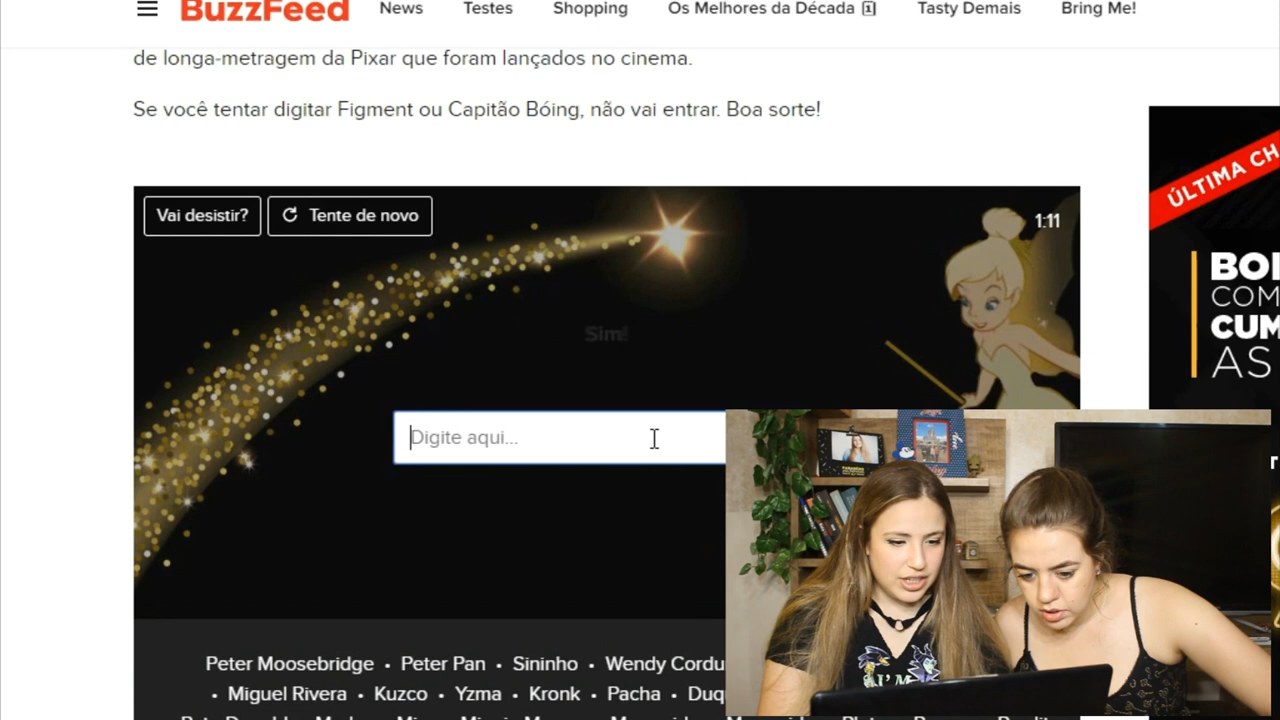 BuzzFeed News Testes Shopping Os Melhores da Década Tasty Demais Bring Me!
de longa-metragem da Pixar que foram lançados no cinema.
Se você tentar digitar Figment ou Capitão Bóing, não vai entrar. Boa sorte!
ÚLTIMA CH
Vai desistir? Tente de novo 1:11
BOI
COM
CUM
AS
Sim!
Digite aqui...
Peter Moosebridge • Peter Pan • Sininho • Wendy Cordu
• Miguel Rivera • Kuzco • Yzma • Kronk • Pacha • Duq